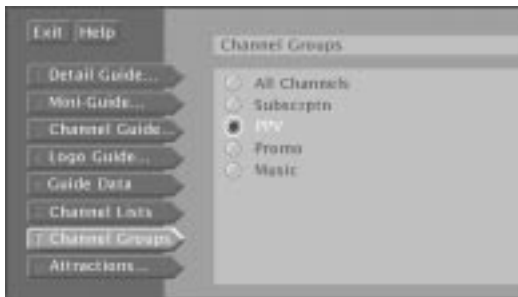 Exit Help
Channel Groups
Detail Guide...
Mini-Guide...
Channel Guide..
Logo Guide...
Guide Data
Channel Lists
Channel Groups
Attractions...
All Channels
Subscrptn
PPV
Promo
Music